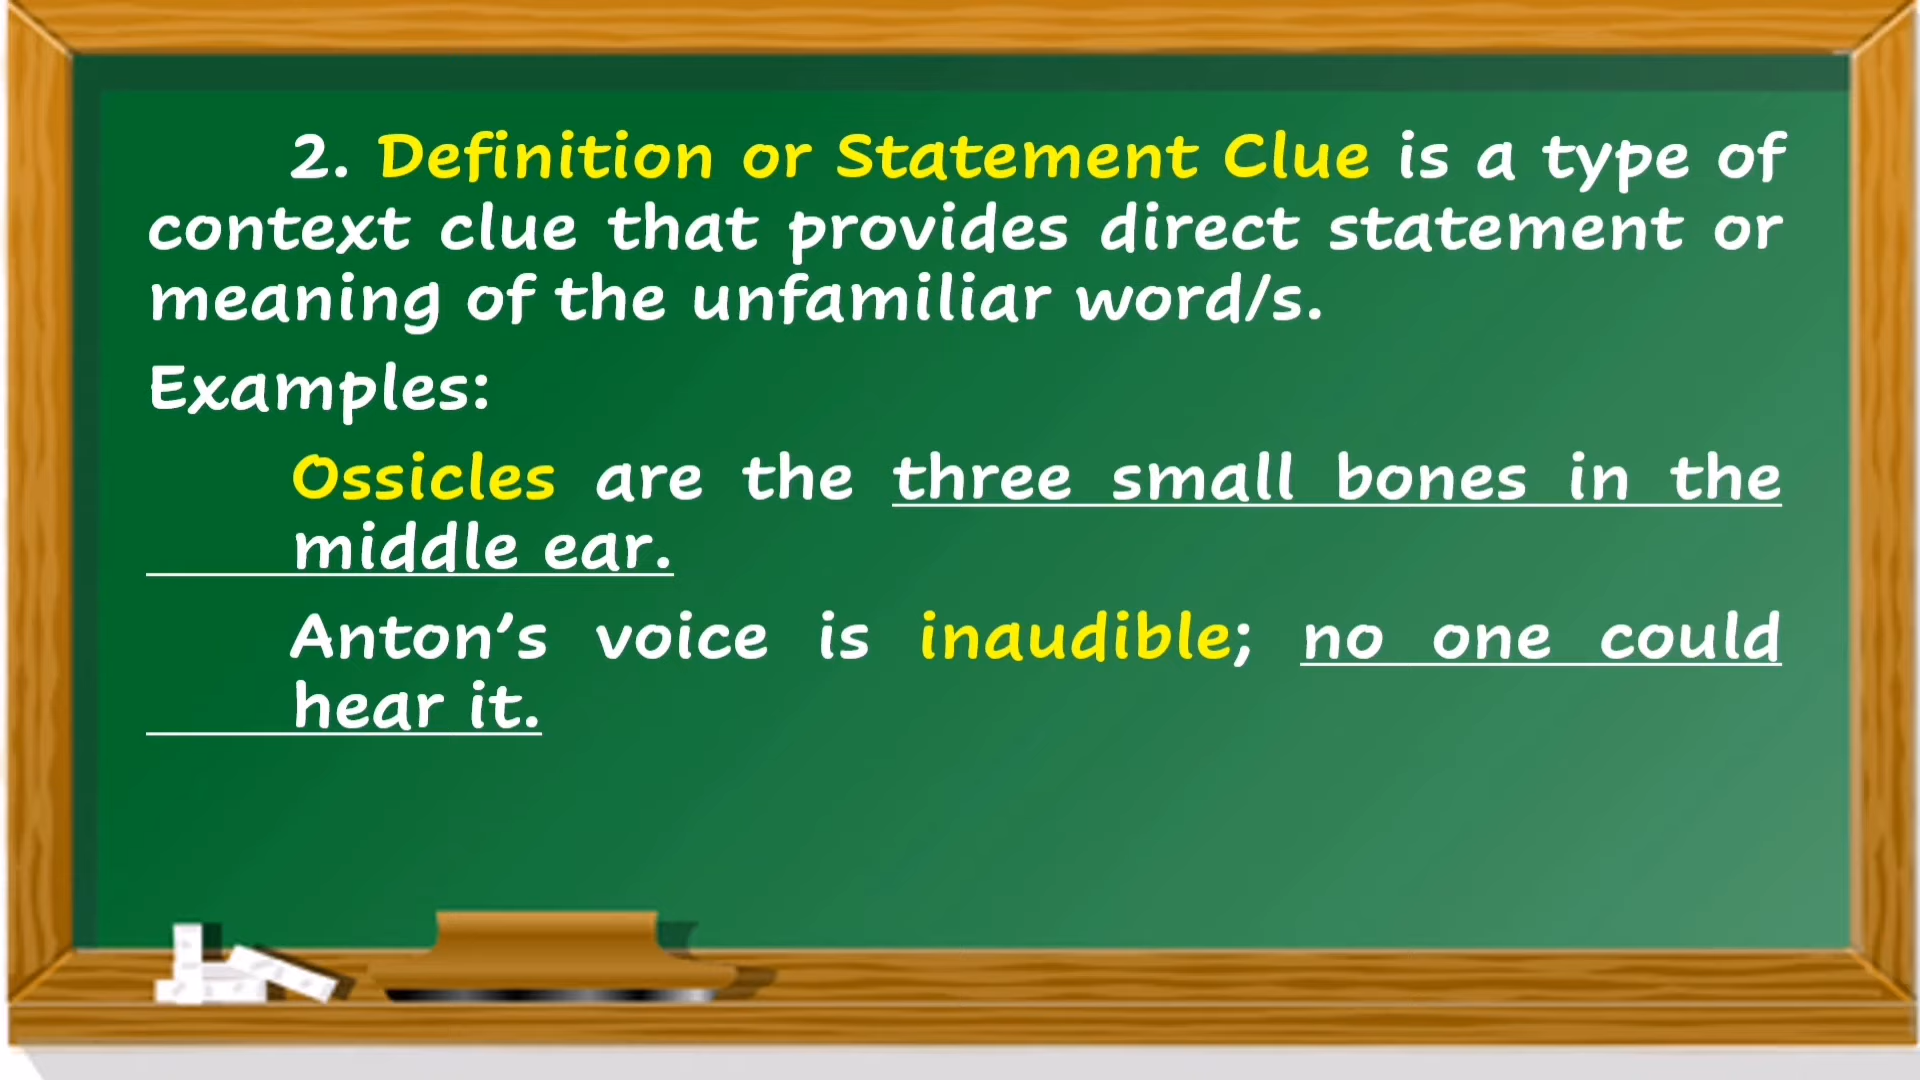 2. Definition or Statement Clue is a type of
context clue that provides direct statement or
meaning of the unfamiliar word/s.
Examples:
Ossicles are the three small bones in the
middle ear.
Anton’s voice is inaudible; no one could
hear it.